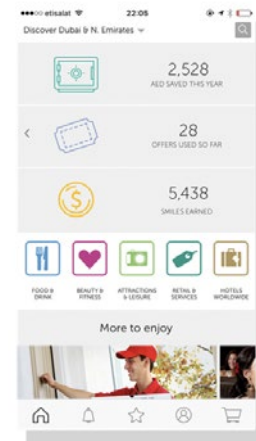 etisalat 22:05
Discover Dubai & N. Emirates
2,528
AED SAVED THIS YEAR
28
OFFERS USED SO FAR
$
5,438
SMILES EARNED
FOOD & DRINK
BEAUTY & FITNESS
ATTRACTIONS & LEISURE
RETAIL & SERVICES
HOTELS WORLDWIDE
More to enjoy